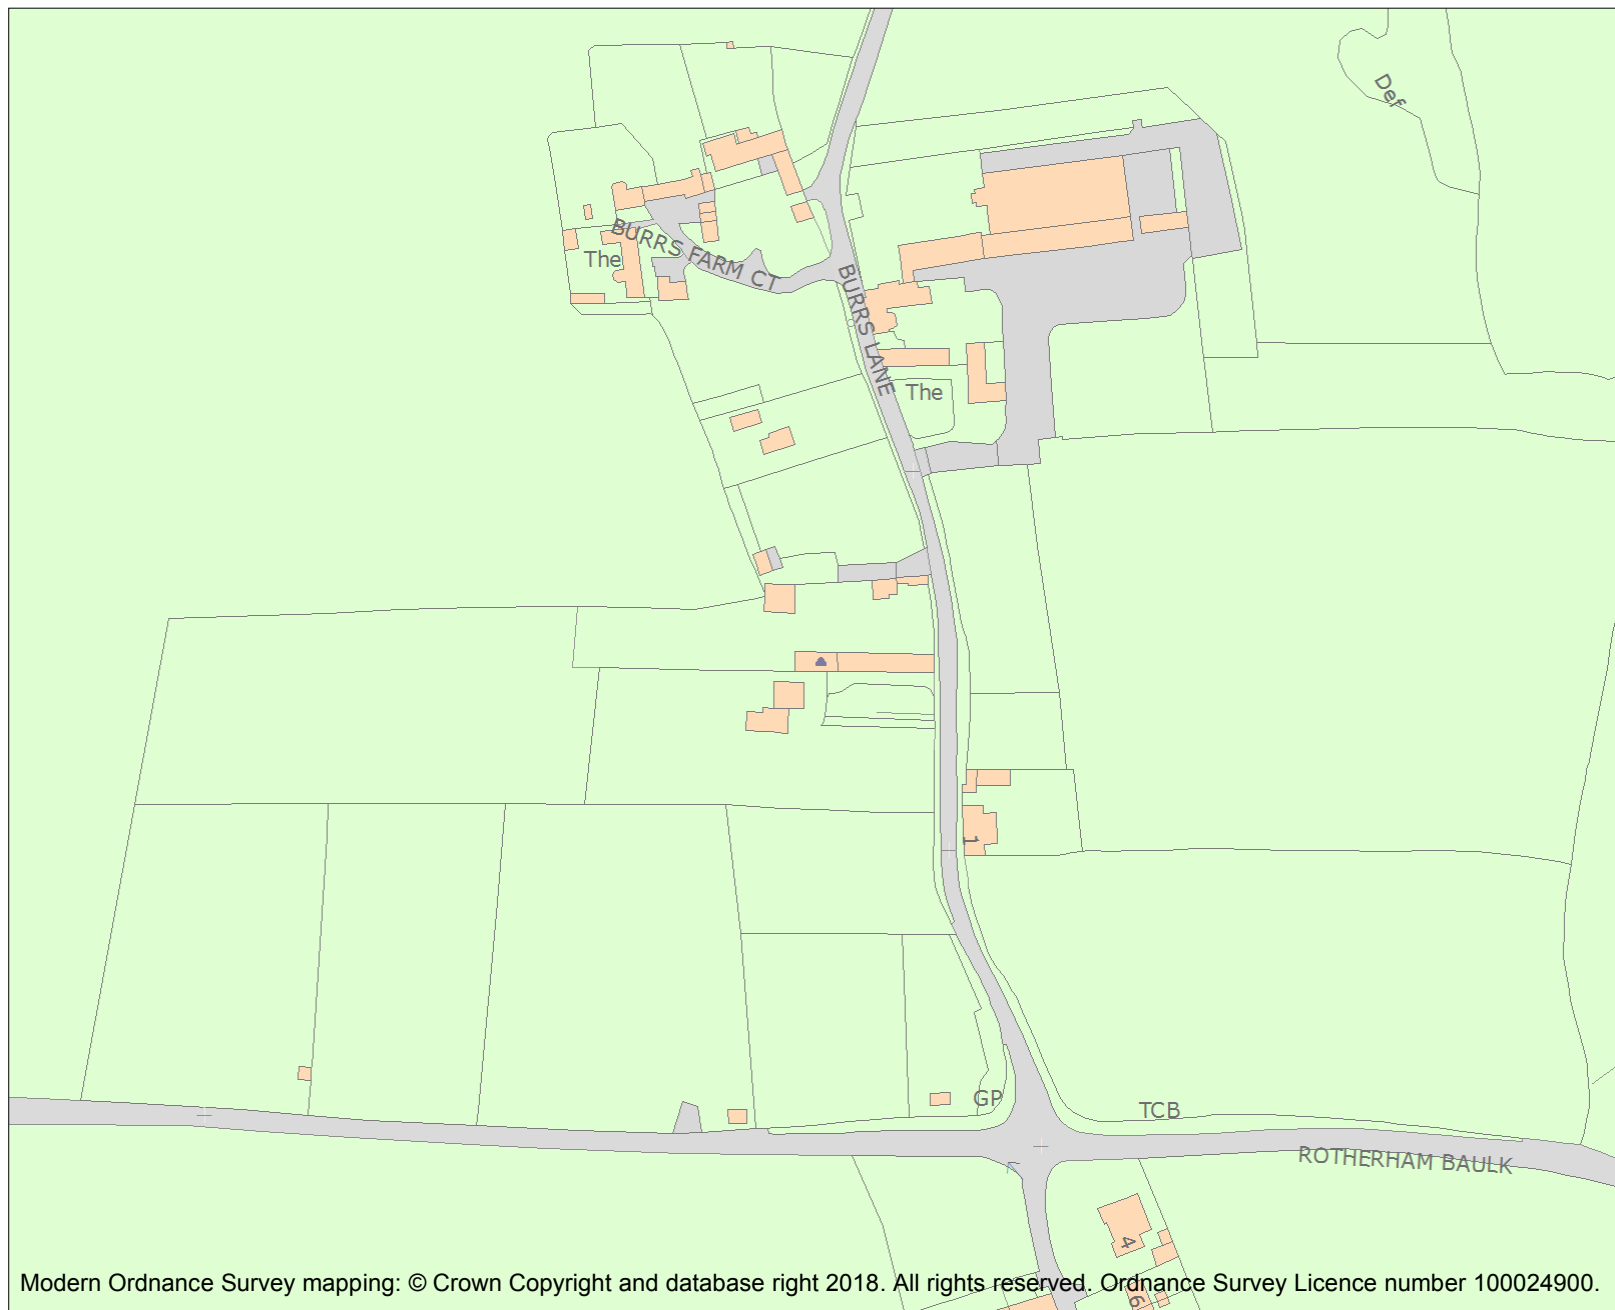 Def
BURRS FARM CT
The
BURRS LANE
The
1
GP
TCB
ROTHERHAM BAULK
4
6
Modern Ordnance Survey mapping: © Crown Copyright and database right 2018. All rights reserved. Ordnance Survey Licence number 100024900.